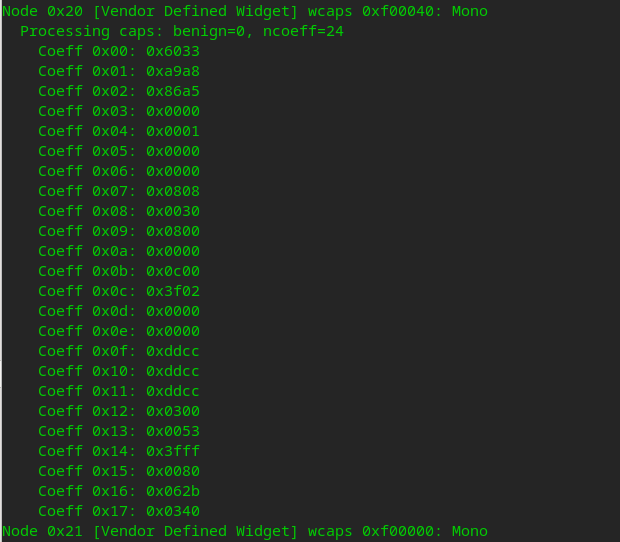 Node 0x20 [Vendor Defined Widget] wcaps 0xf00040: Mono
  Processing caps: benign=0, ncoeff=24
    Coeff 0x00: 0x6033
    Coeff 0x01: 0xa9a8
    Coeff 0x02: 0x86a5
    Coeff 0x03: 0x0000
    Coeff 0x04: 0x0001
    Coeff 0x05: 0x0000
    Coeff 0x06: 0x0000
    Coeff 0x07: 0x0808
    Coeff 0x08: 0x0030
    Coeff 0x09: 0x0800
    Coeff 0x0a: 0x0000
    Coeff 0x0b: 0x0c00
    Coeff 0x0c: 0x3f02
    Coeff 0x0d: 0x0000
    Coeff 0x0e: 0x0000
    Coeff 0x0f: 0xddcc
    Coeff 0x10: 0xddcc
    Coeff 0x11: 0xddcc
    Coeff 0x12: 0x0300
    Coeff 0x13: 0x0053
    Coeff 0x14: 0x3fff
    Coeff 0x15: 0x0080
    Coeff 0x16: 0x062b
    Coeff 0x17: 0x0340
Node 0x21 [Vendor Defined Widget] wcaps 0xf00000: Mono